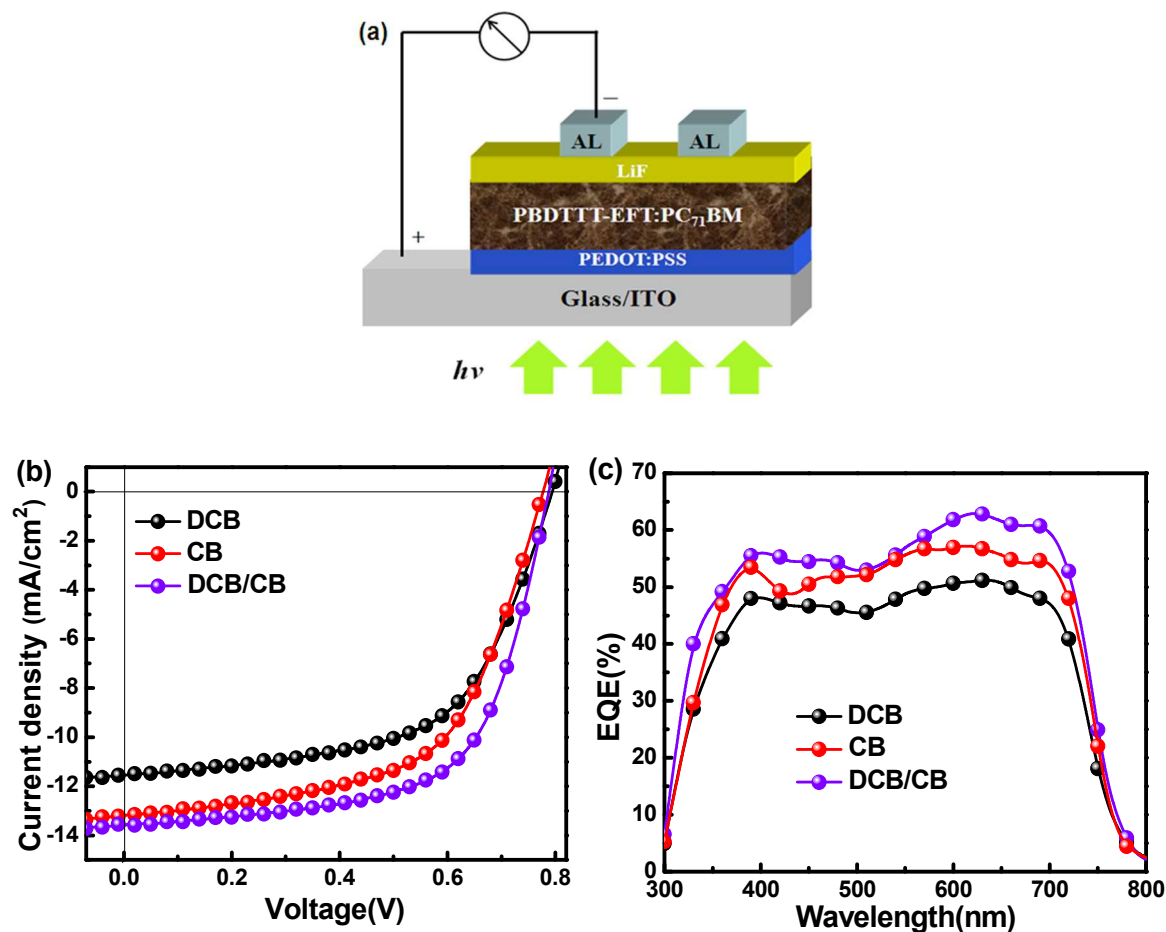 (a)
−
AL
AL
LiF
PBDTTT-EFT:PC₇₁BM
+
PEDOT:PSS
Glass/ITO
hν
(b)
Current density (mA/cm²)
0
-2
-4
-6
-8
-10
-12
-14
DCB
CB
DCB/CB
0.0
0.2
0.4
0.6
0.8
Voltage(V)
(c)
EQE(%)
70
60
50
40
30
20
10
0
DCB
CB
DCB/CB
300
400
500
600
700
800
Wavelength(nm)